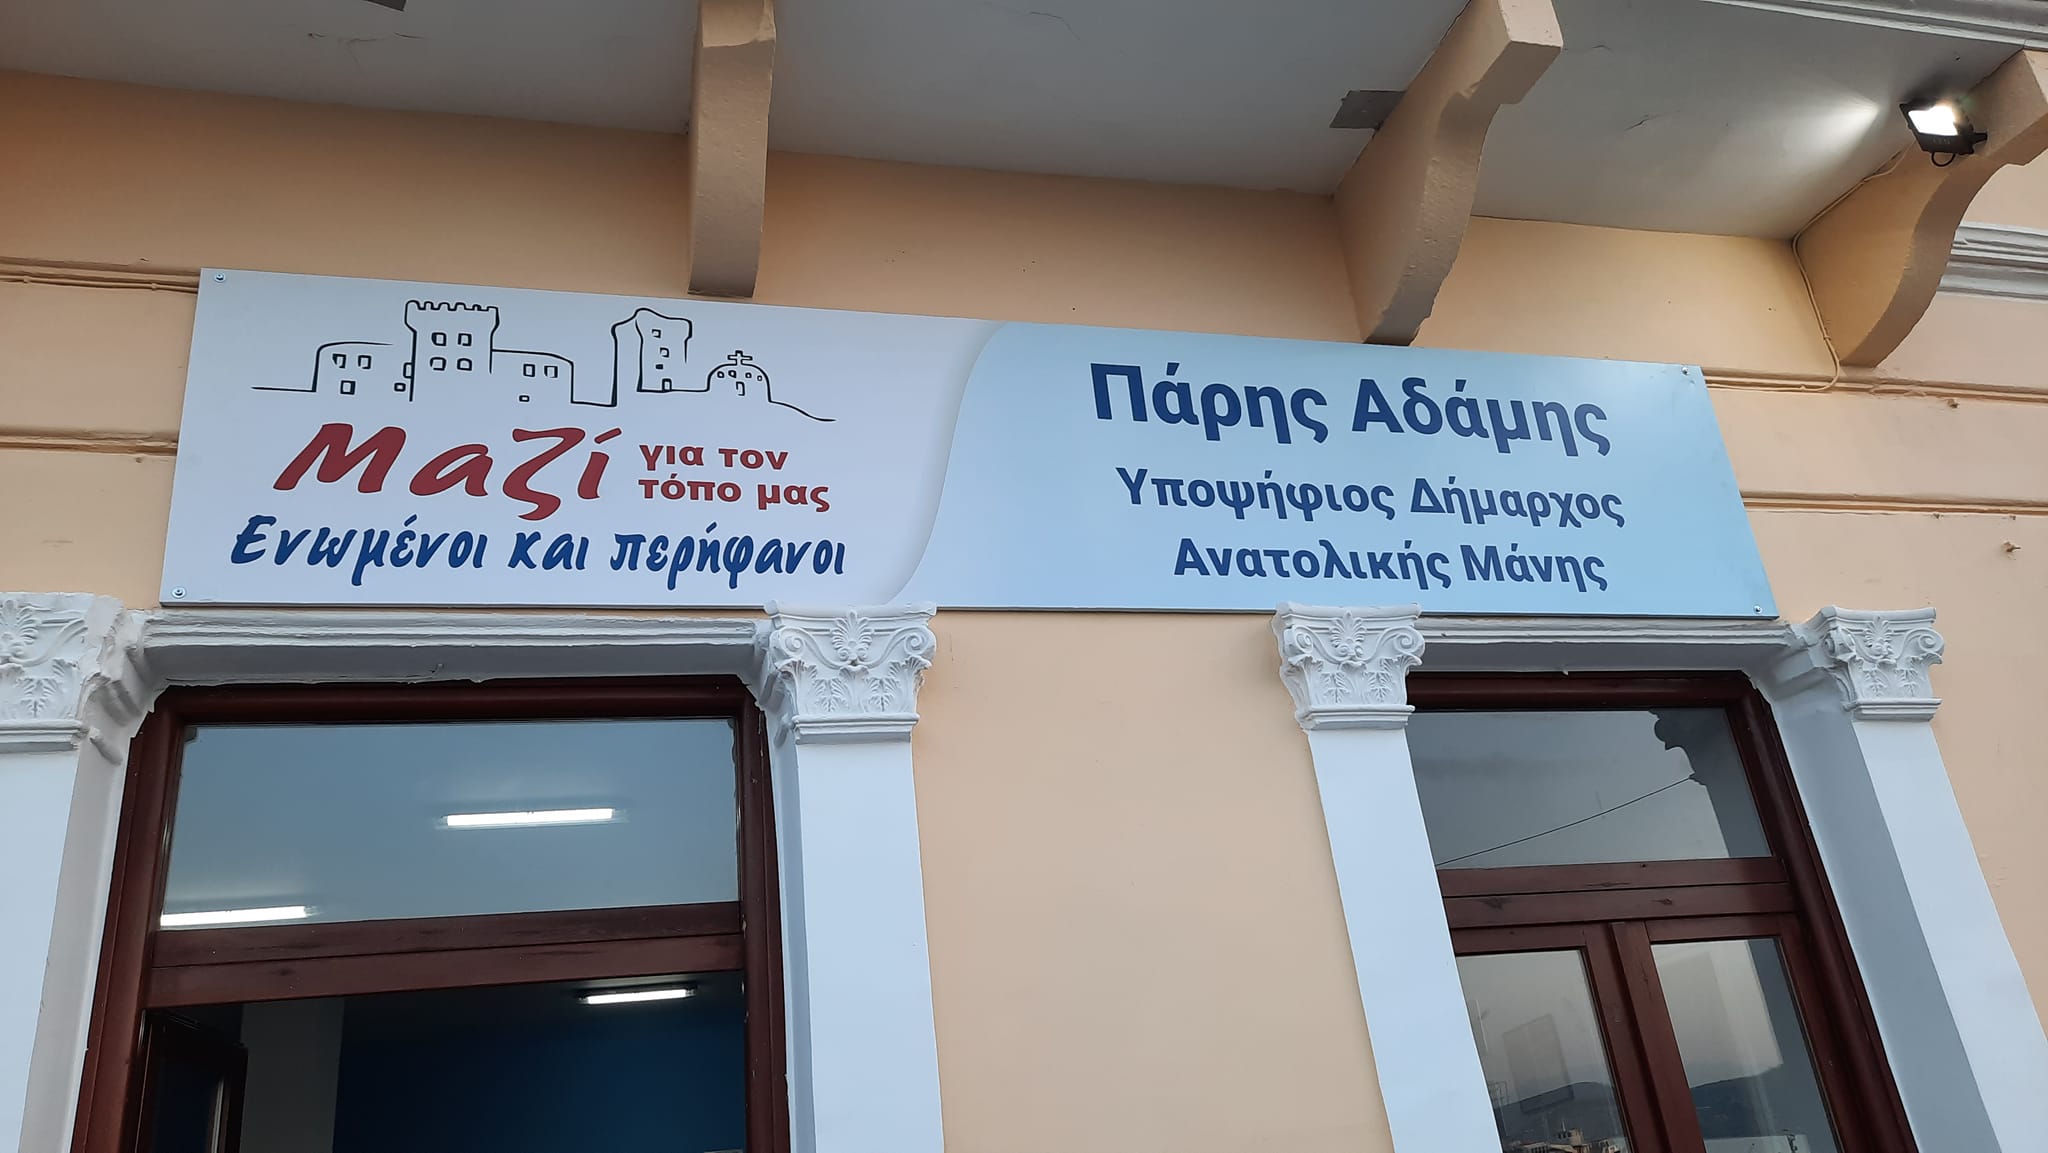 Μαζί για τον
τόπο μας
Ενωμένοι και περήφανοι
Πάρης Αδάμης
Υποψήφιος Δήμαρχος
Ανατολικής Μάνης